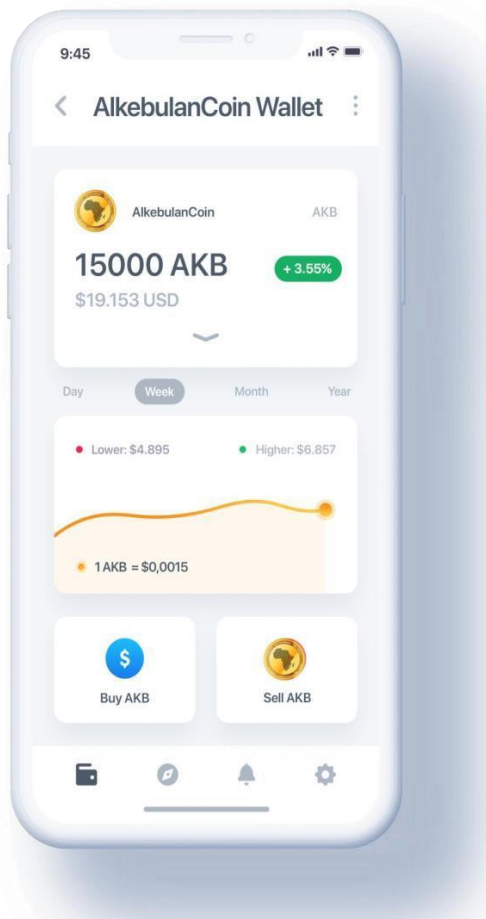 9:45
AlkebulanCoin Wallet
AlkebulanCoin AKB
15000 AKB + 3.55%
$19.153 USD
Day Week Month Year
Lower: $4.895 Higher: $6.857
1 AKB = $0,0015
$
Buy AKB Sell AKB